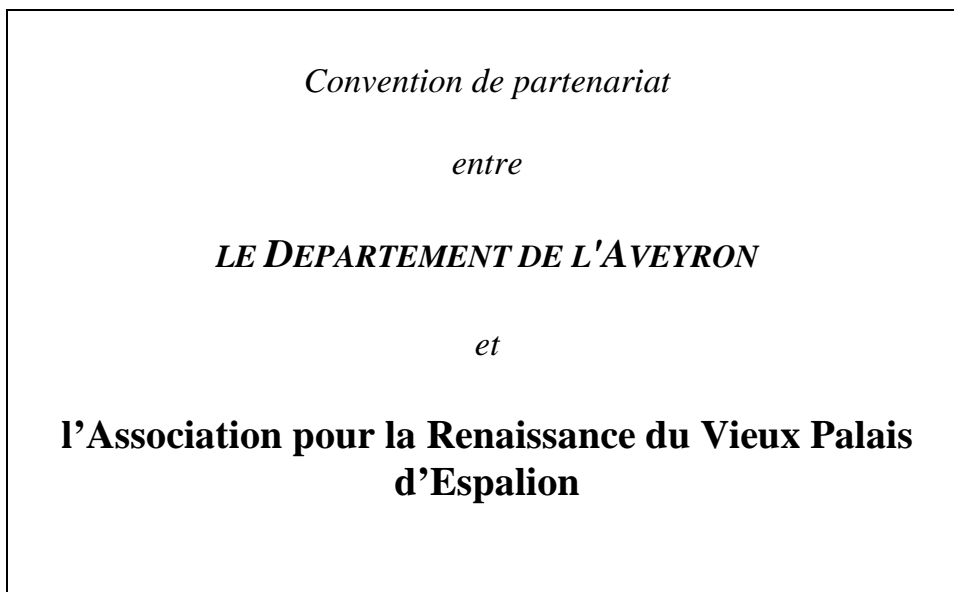 Convention de partenariat
entre
LE DEPARTEMENT DE L'AVEYRON
et
l’Association pour la Renaissance du Vieux Palais
d’Espalion